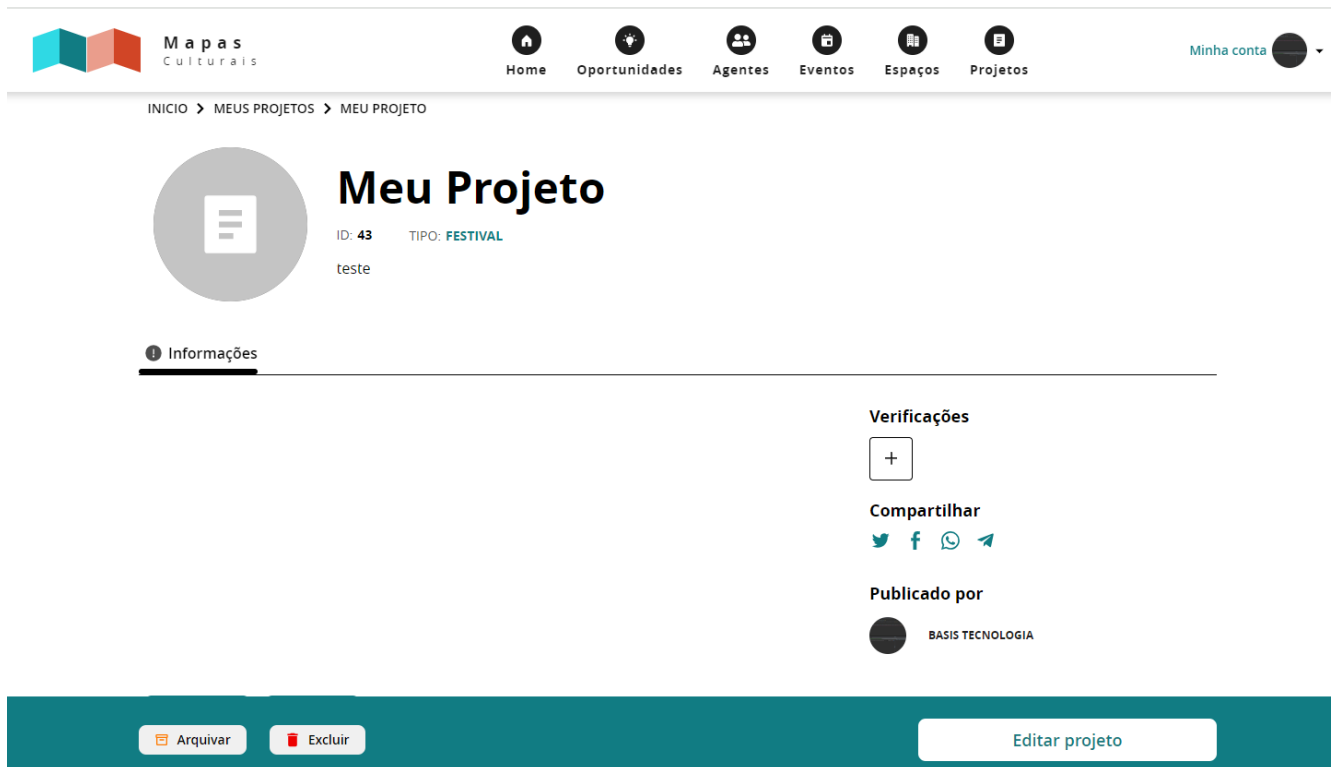 Mapas
Culturais
Home Oportunidades Agentes Eventos Espaços Projetos
Minha conta
INICIO > MEUS PROJETOS > MEU PROJETO
Meu Projeto
ID: 43 TIPO: FESTIVAL
teste
Informações
Verificações
+
Compartilhar
Publicado por
BASIS TECNOLOGIA
Arquivar Excluir Editar projeto